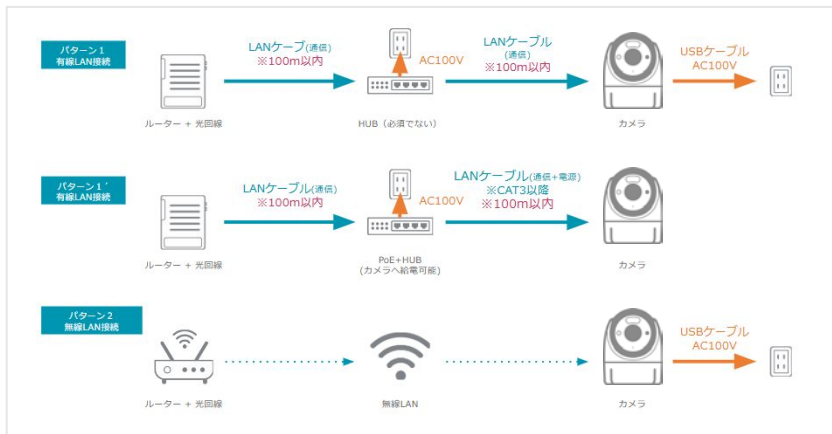 パターン1
有線LAN接続
LANケーブ(通信)
※100m以内
AC100V
LANケーブル
(通信)
※100m以内
USBケーブル
AC100V
ルーター + 光回線
HUB（必須でない）
カメラ
パターン1´
有線LAN接続
LANケーブル(通信)
※100m以内
AC100V
LANケーブル(通信+電源)
※CAT3以降
※100m以内
ルーター + 光回線
PoE+HUB
(カメラへ給電可能)
カメラ
パターン2
無線LAN接続
USBケーブル
AC100V
ルーター + 光回線
無線LAN
カメラ